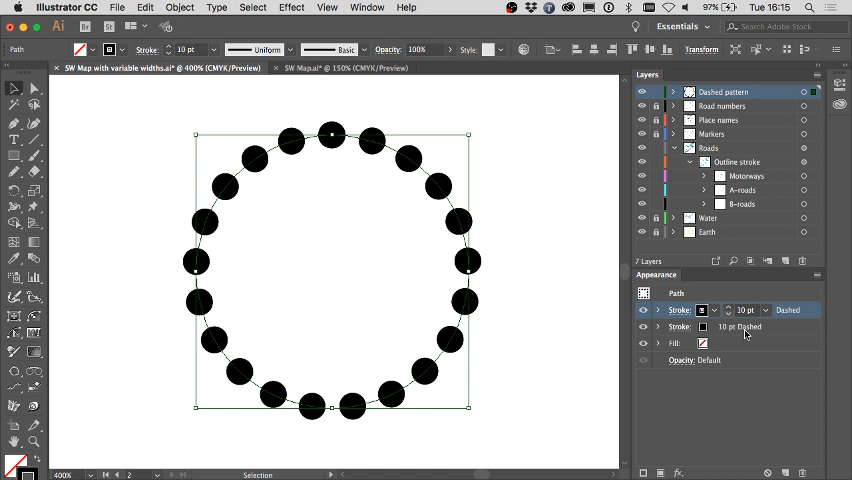 Illustrator CC File Edit Object Type Select Effect View Window Help 97% Tue 16:15
Ai Br St Essentials Search Adobe Stock
Path Stroke: 10 pt Uniform Basic Opacity: 100% Style: Transform
× SW Map with variable widths.ai* @ 400% (CMYK/Preview) × SW Map.ai* @ 150% (CMYK/Preview)
Layers
Dashed pattern
Road numbers
Place names
Markers
Roads
Outline stroke
Motorways
A-roads
B-roads
Water
Earth
7 Layers
Appearance
Path
Stroke: 10 pt Dashed
Stroke: 10 pt Dashed
Fill:
Opacity: Default
fx
400% 2 Selection